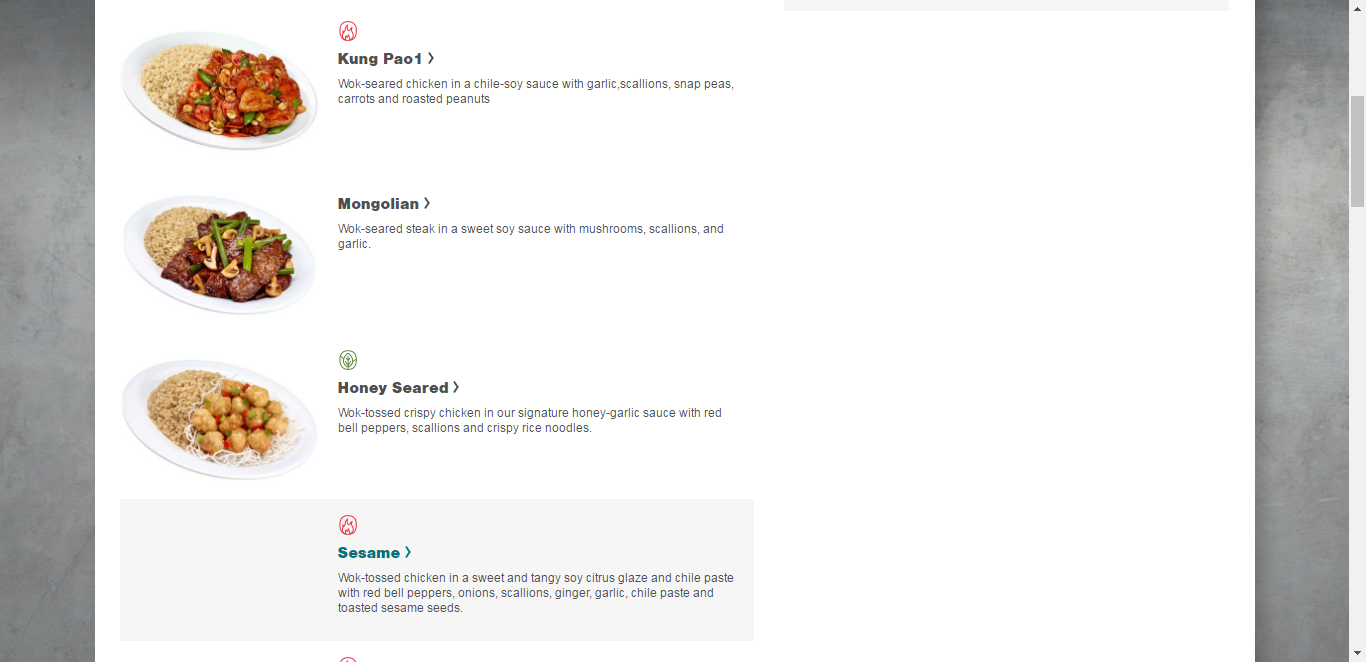 Kung Pao1 >
Wok-seared chicken in a chile-soy sauce with garlic,scallions, snap peas,
carrots and roasted peanuts
Mongolian >
Wok-seared steak in a sweet soy sauce with mushrooms, scallions, and
garlic.
Honey Seared >
Wok-tossed crispy chicken in our signature honey-garlic sauce with red
bell peppers, scallions and crispy rice noodles.
Sesame >
Wok-tossed chicken in a sweet and tangy soy citrus glaze and chile paste
with red bell peppers, onions, scallions, ginger, garlic, chile paste and
toasted sesame seeds.